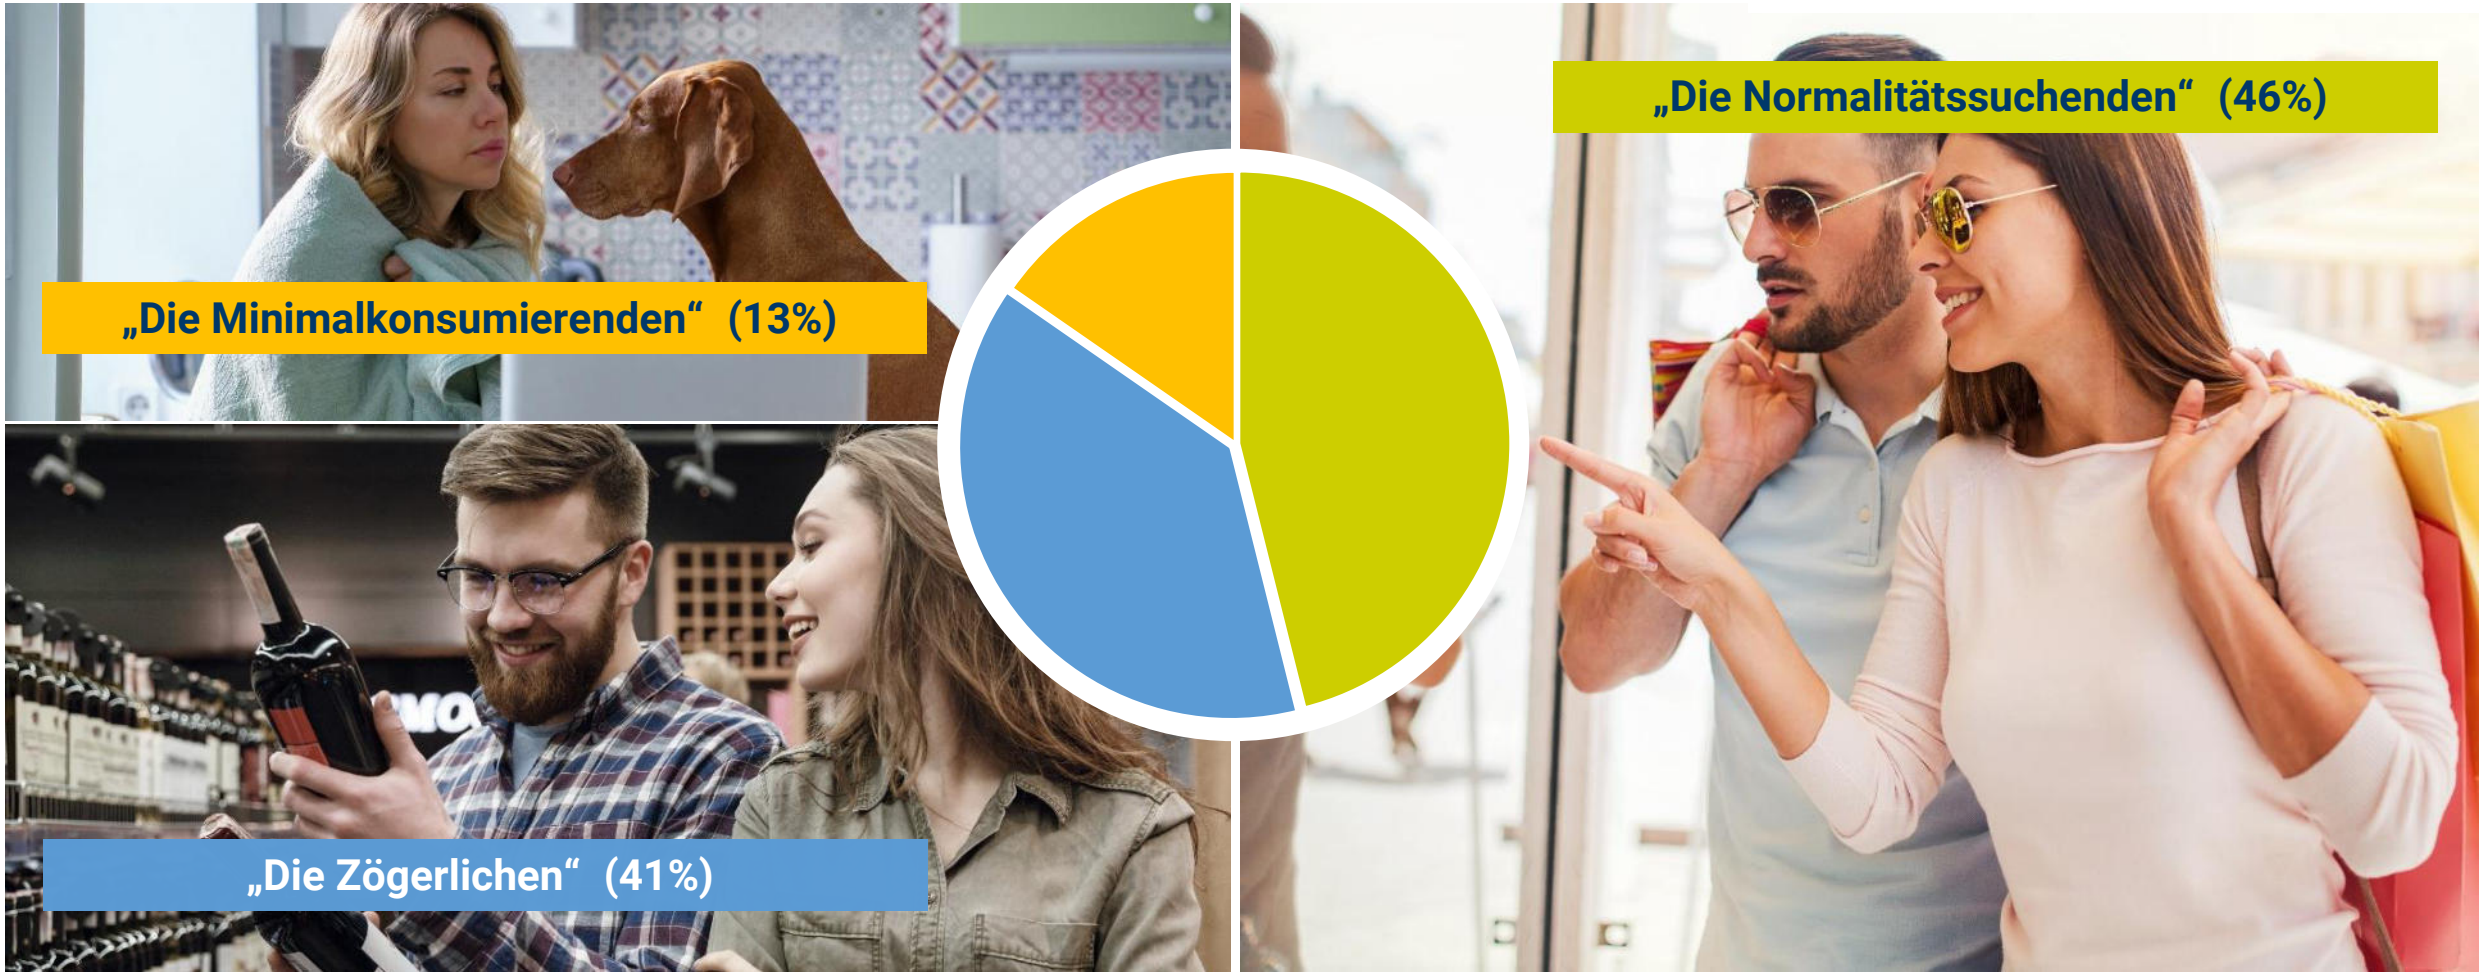 „Die Normalitätssuchenden“ (46%)
„Die Minimalkonsumierenden“ (13%)
„Die Zögerlichen“ (41%)